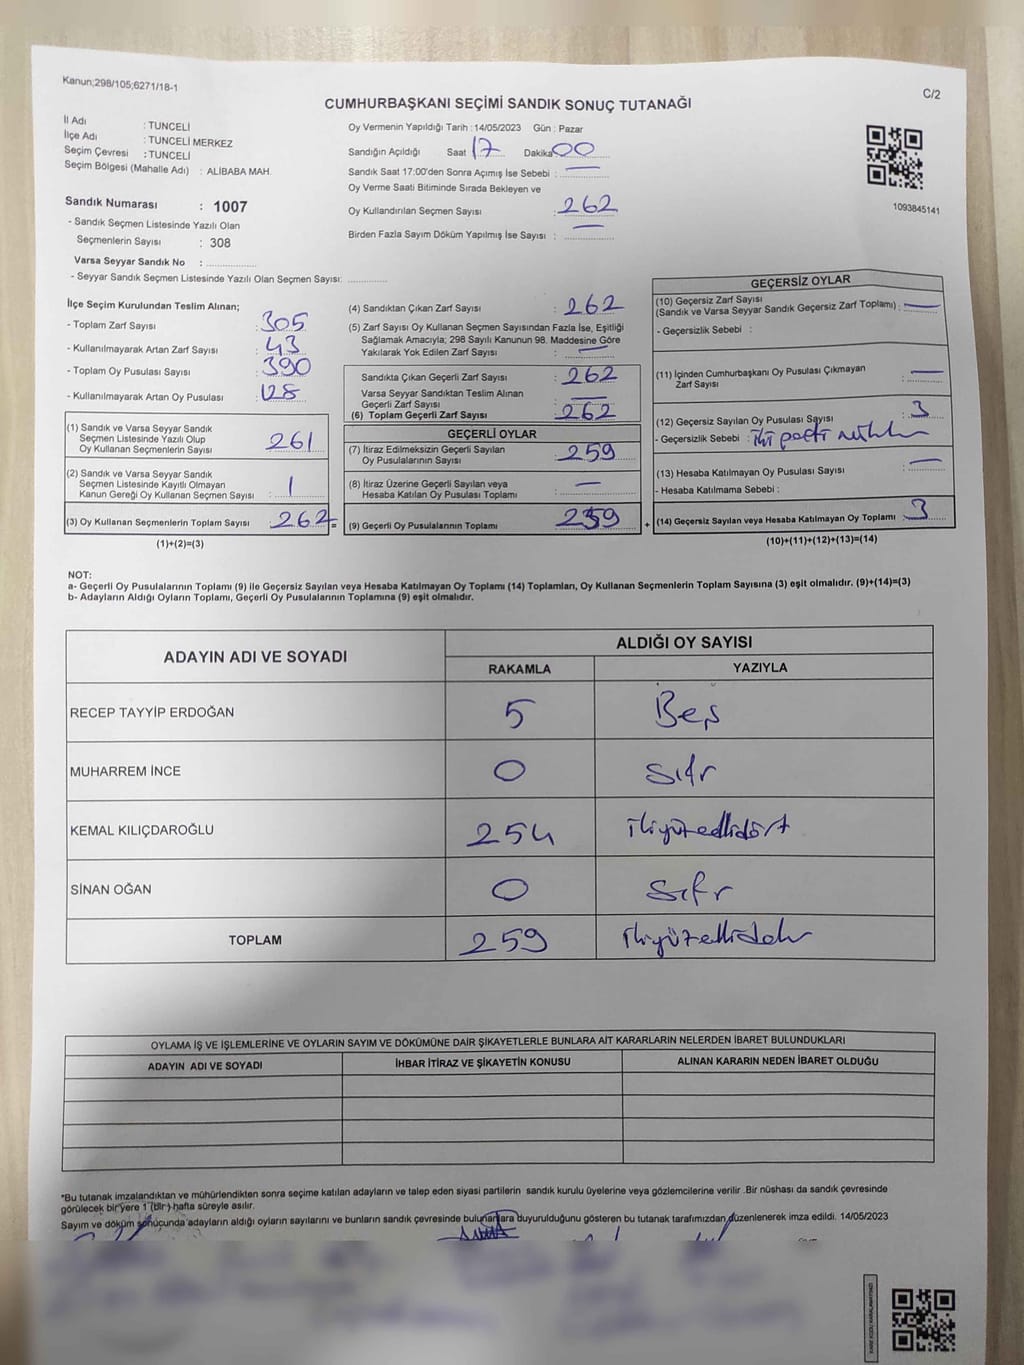 Kanun;298/105;6271/18-1
C/2
CUMHURBAŞKANI SEÇİMİ SANDIK SONUÇ TUTANAĞI
İl Adı : TUNCELİ
İlçe Adı : TUNCELİ MERKEZ
Seçim Çevresi : TUNCELİ
Seçim Bölgesi (Mahalle Adı) : ALİBABA MAH.
Sandık Numarası : 1007
- Sandık Seçmen Listesinde Yazılı Olan
Seçmenlerin Sayısı : 308
Varsa Seyyar Sandık No :
- Seyyar Sandık Seçmen Listesinde Yazılı Olan Seçmen Sayısı:
Oy Vermenin Yapıldığı Tarih : 14/05/2023 Gün : Pazar
Sandığın Açıldığı Saat 17 Dakika 00
Sandık Saat 17:00'den Sonra Açımış İse Sebebi : —
Oy Verme Saati Bitiminde Sırada Bekleyen ve
Oy Kullandırılan Seçmen Sayısı : 262
Birden Fazla Sayım Döküm Yapılmış İse Sayısı : —
1093845141
İlçe Seçim Kurulundan Teslim Alınan;
- Toplam Zarf Sayısı : 305
- Kullanılmayarak Artan Zarf Sayısı : 43
- Toplam Oy Pusulası Sayısı : 390
- Kullanılmayarak Artan Oy Pusulası : 128
(1) Sandık ve Varsa Seyyar Sandık
Seçmen Listesinde Yazılı Olup
Oy Kullanan Seçmenlerin Sayısı : 261
(2) Sandık ve Varsa Seyyar Sandık
Seçmen Listesinde Kayıtlı Olmayan
Kanun Gereği Oy Kullanan Seçmen Sayısı : 1
(3) Oy Kullanan Seçmenlerin Toplam Sayısı : 262 =
(1)+(2)=(3)
(4) Sandıktan Çıkan Zarf Sayısı : 262
(5) Zarf Sayısı Oy Kullanan Seçmen Sayısından Fazla İse, Eşitliği
Sağlamak Amacıyla; 298 Sayılı Kanunun 98. Maddesine Göre
Yakılarak Yok Edilen Zarf Sayısı : —
Sandıkta Çıkan Geçerli Zarf Sayısı : 262
Varsa Seyyar Sandıktan Teslim Alınan
Geçerli Zarf Sayısı : —
(6) Toplam Geçerli Zarf Sayısı : 262
GEÇERLİ OYLAR
(7) İtiraz Edilmeksizin Geçerli Sayılan
Oy Pusulalarının Sayısı : 259
(8) İtiraz Üzerine Geçerli Sayılan veya
Hesaba Katılan Oy Pusulası Toplamı : —
(9) Geçerli Oy Pusulalarının Toplamı : 259 +
GEÇERSİZ OYLAR
(10) Geçersiz Zarf Sayısı
(Sandık ve Varsa Seyyar Sandık Geçersiz Zarf Toplamı) : —
- Geçersizlik Sebebi :
(11) İçinden Cumhurbaşkanı Oy Pusulası Çıkmayan
Zarf Sayısı : —
(12) Geçersiz Sayılan Oy Pusulası Sayısı : 3
- Geçersizlik Sebebi : iki
(13) Hesaba Katılmayan Oy Pusulası Sayısı : —
- Hesaba Katılmama Sebebi :
(14) Geçersiz Sayılan veya Hesaba Katılmayan Oy Toplamı : 3
(10)+(11)+(12)+(13)=(14)
NOT:
a- Geçerli Oy Pusulalarının Toplamı (9) ile Geçersiz Sayılan veya Hesaba Katılmayan Oy Toplamı (14) Toplamları, Oy Kullanan Seçmenlerin Toplam Sayısına (3) eşit olmalıdır. (9)+(14)=(3)
b- Adayların Aldığı Oyların Toplamı, Geçerli Oy Pusulalarının Toplamına (9) eşit olmalıdır.
ADAYIN ADI VE SOYADI ALDIĞI OY SAYISI
RAKAMLA YAZIYLA
RECEP TAYYİP ERDOĞAN 5 Beş
MUHARREM İNCE 0 sıfır
KEMAL KILIÇDAROĞLU 254 ikiyüzellidört
SİNAN OĞAN 0 sıfır
TOPLAM 259 ikiyüzellidokuz
OYLAMA İŞ VE İŞLEMLERİNE VE OYLARIN SAYIM VE DÖKÜMÜNE DAİR ŞİKAYETLERLE BUNLARA AİT KARARLARIN NELERDEN İBARET BULUNDUKLARI
ADAYIN ADI VE SOYADI İHBAR İTİRAZ VE ŞİKAYETİN KONUSU ALINAN KARARIN NEDEN İBARET OLDUĞU
*Bu tutanak imzalandıktan ve mühürlendikten sonra seçime katılan adayların ve talep eden siyasi partilerin sandık kurulu üyelerine veya gözlemcilerine verilir .Bir nüshası da sandık çevresinde
görülecek bir yere 1 (bir ) hafta süreyle asılır.
Sayım ve döküm sonucunda adayların aldığı oyların sayılarını ve bunların sandık çevresinde bulunanlara duyurulduğunu gösteren bu tutanak tarafımızdan düzenlenerek imza edildi. 14/05/2023